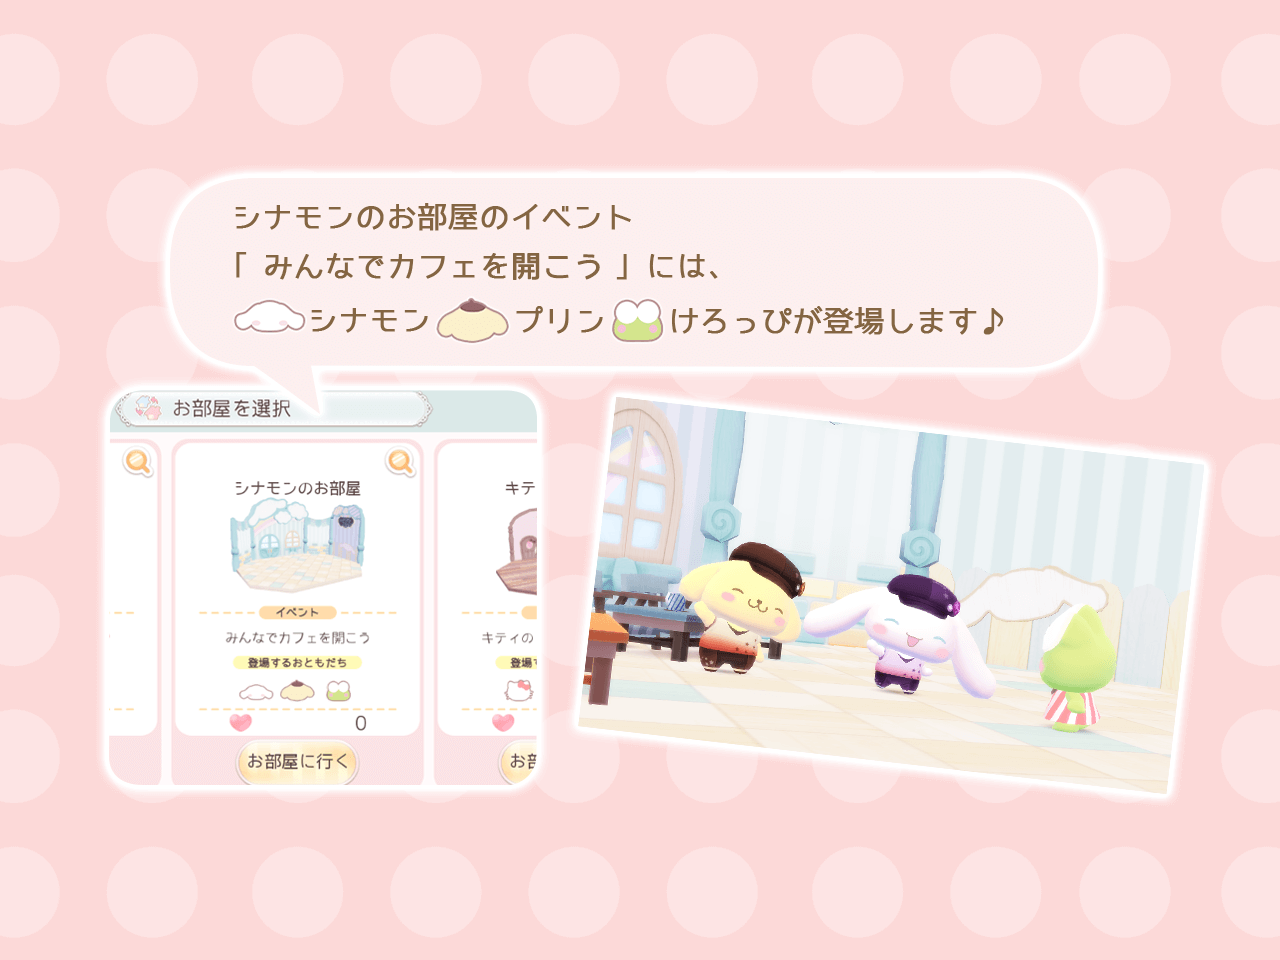 シナモンのお部屋のイベント
「 みんなでカフェを開こう 」には、
シナモン プリン けろっぴが登場します♪
お部屋を選択
シナモンのお部屋
イベント
みんなでカフェを開こう
登場するおともだち
0
お部屋に行く
キテ
キティの
登場
お部